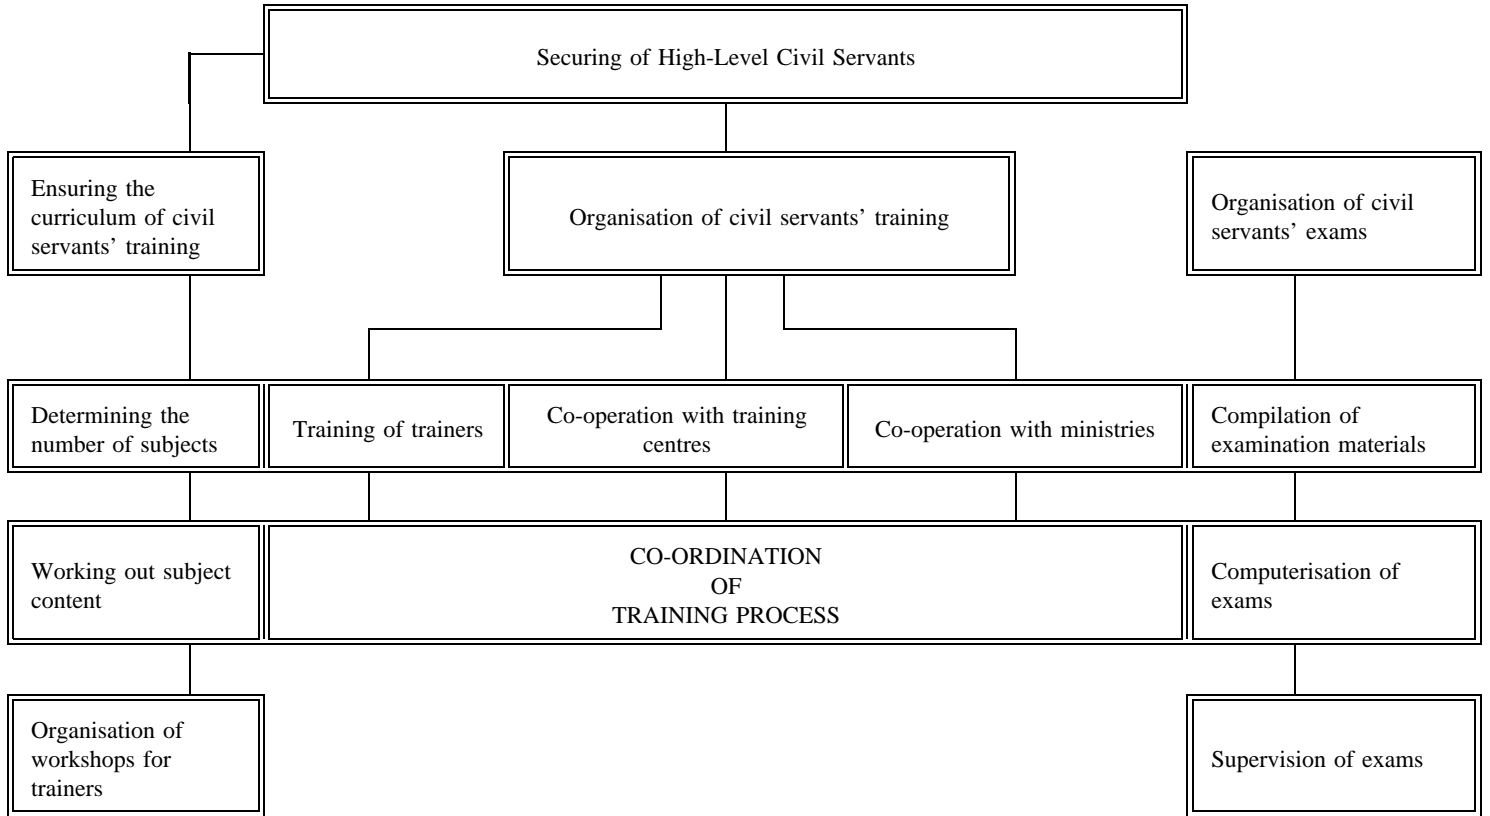 Securing of High-Level Civil Servants
Ensuring the
curriculum of civil
servants’ training
Organisation of civil servants’ training
Organisation of civil
servants’ exams
Determining the
number of subjects
Training of trainers
Co-operation with training
centres
Co-operation with ministries
Compilation of
examination materials
Working out subject
content
CO-ORDINATION
OF
TRAINING PROCESS
Computerisation of
exams
Organisation of
workshops for
trainers
Supervision of exams